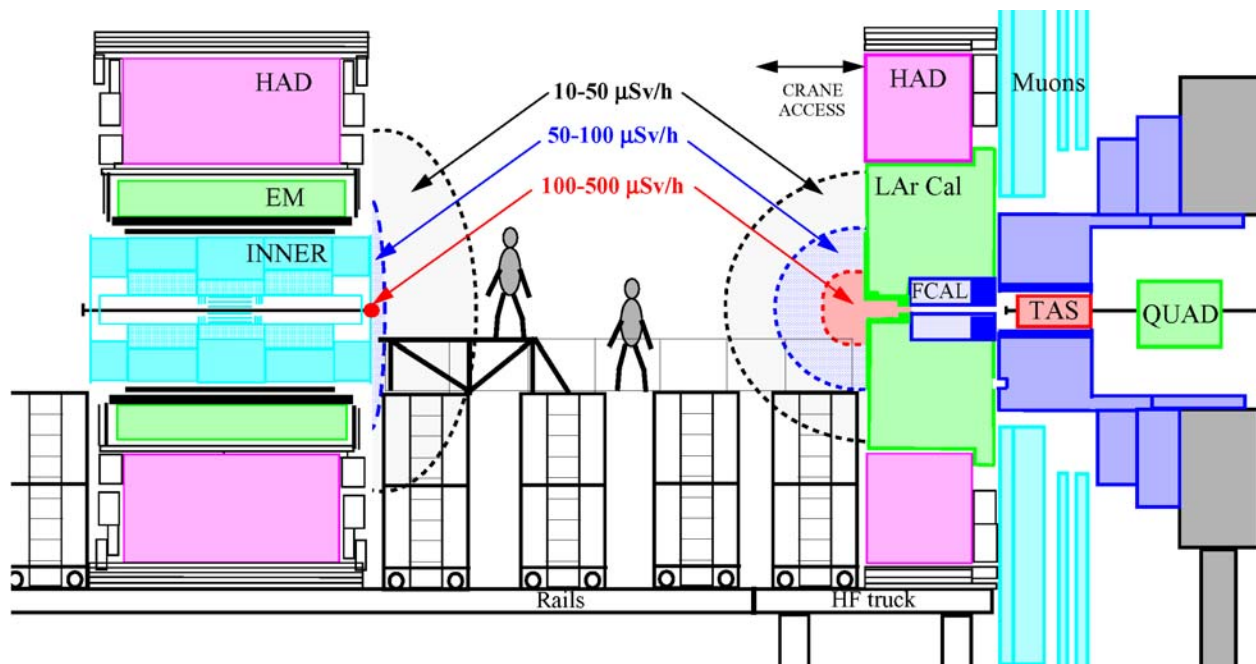 HAD
10-50 μSv/h
CRANE
ACCESS
HAD
Muons
50-100 μSv/h
100-500 μSv/h
EM
LAr Cal
INNER
FCAL
TAS
QUAD
Rails
HF truck